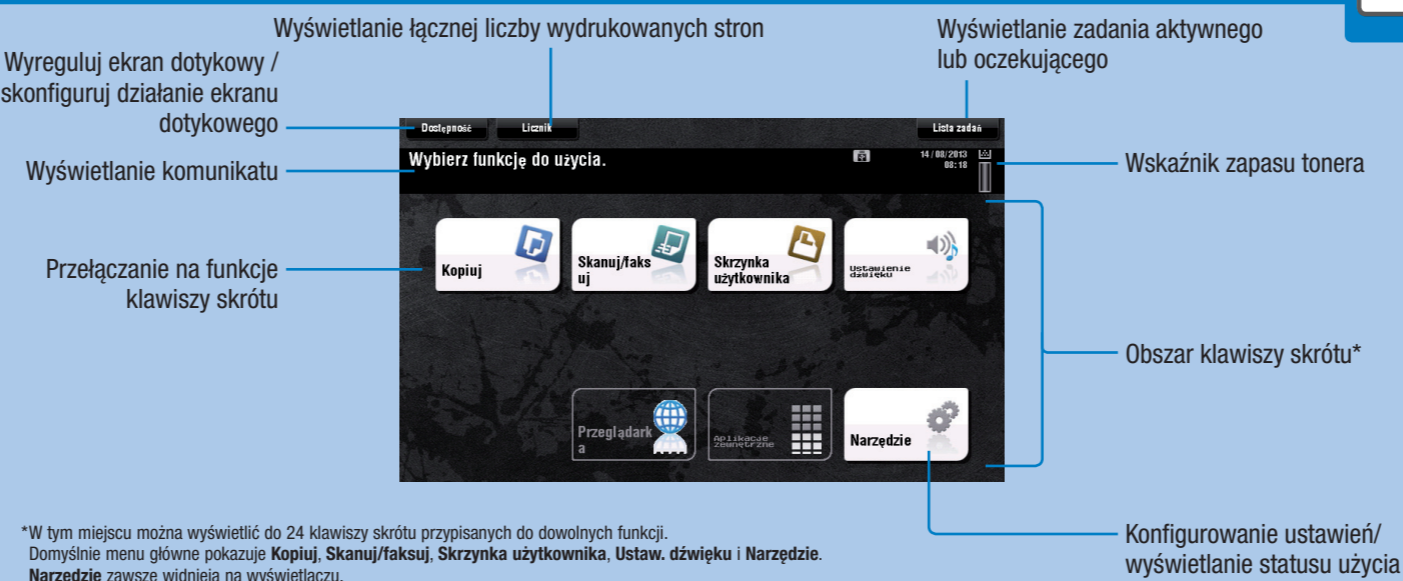 Wyświetlanie łącznej liczby wydrukowanych stron
Wyświetlanie zadania aktywnego
lub oczekującego
Wyreguluj ekran dotykowy /
skonfiguruj działanie ekranu
dotykowego
Dostępność
Licznik
Lista zadań
Wybierz funkcję do użycia.
14/08/2013
08:18
Wyświetlanie komunikatu
Wskaźnik zapasu tonera
Przełączanie na funkcje
klawiszy skrótu
Kopiuj
Skanuj/faks
uj
Skrzynka
użytkownika
Ustawienie
dźwięku
Obszar klawiszy skrótu*
Przeglądark
a
Aplikacje
zewnętrzne
Narzędzie
Konfigurowanie ustawień/
wyświetlanie statusu użycia
*W tym miejscu można wyświetlić do 24 klawiszy skrótu przypisanych do dowolnych funkcji.
Domyślnie menu główne pokazuje Kopiuj, Skanuj/faksuj, Skrzynka użytkownika, Ustaw. dźwięku i Narzędzie.
Narzędzie zawsze widnieją na wyświetlaczu.